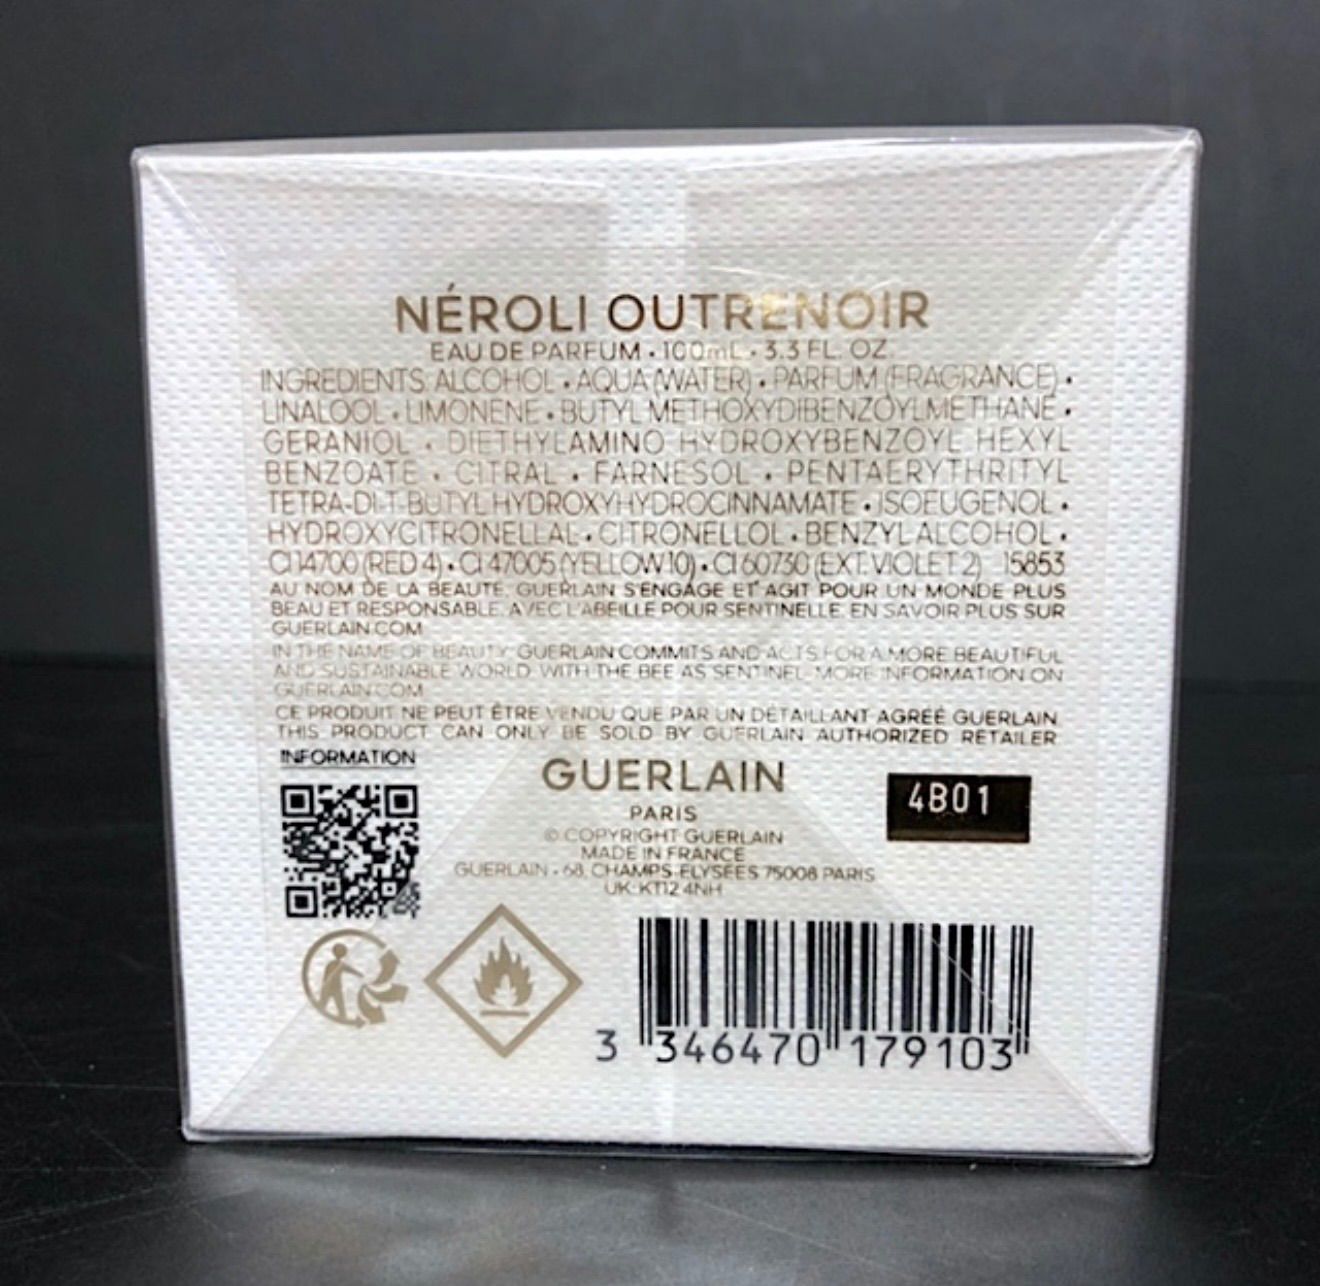 NÉROLI OUTRENOIR
EAU DE PARFUM • 100mL • 3.3 FL. OZ.
INGREDIENTS: ALCOHOL • AQUA (WATER) • PARFUM (FRAGRANCE) •
LINALOOL • LIMONENE • BUTYL METHOXYDIBENZOYLMETHANE •
GERANIOL • DIETHYLAMINO HYDROXYBENZOYL HEXYL
BENZOATE • CITRAL • FARNESOL • PENTAERYTHRITYL
TETRA-DI-T-BUTYL HYDROXYHYDROCINNAMATE • ISOEUGENOL •
HYDROXYCITRONELLAL • CITRONELLOL • BENZYL ALCOHOL •
CI 14700 (RED 4) • CI 47005 (YELLOW 10) • CI 60730 (EXT. VIOLET 2) 15853
AU NOM DE LA BEAUTÉ, GUERLAIN S'ENGAGE ET AGIT POUR UN MONDE PLUS
BEAU ET RESPONSABLE, AVEC L'ABEILLE POUR SENTINELLE. EN SAVOIR PLUS SUR
GUERLAIN.COM
IN THE NAME OF BEAUTY, GUERLAIN COMMITS AND ACTS FOR A MORE BEAUTIFUL
AND SUSTAINABLE WORLD, WITH THE BEE AS SENTINEL. MORE INFORMATION ON
GUERLAIN.COM
CE PRODUIT NE PEUT ÊTRE VENDU QUE PAR UN DÉTAILLANT AGRÉÉ GUERLAIN
THIS PRODUCT CAN ONLY BE SOLD BY GUERLAIN AUTHORIZED RETAILER
INFORMATION
GUERLAIN
PARIS
4B01
© COPYRIGHT GUERLAIN
MADE IN FRANCE
GUERLAIN • 68, CHAMPS-ELYSÉES 75008 PARIS
UK: KT12 4NH
3 346470 179103